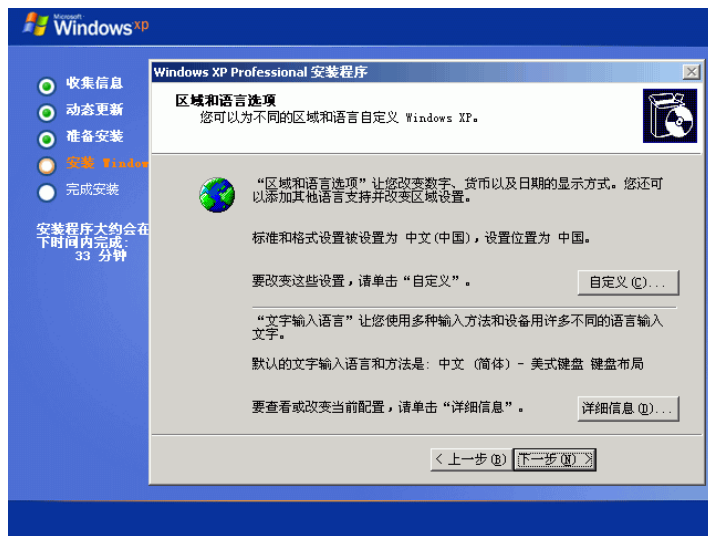 Microsoft
Windows xp
收集信息
动态更新
准备安装
安装 Window
完成安装
安装程序大约会在
下时间内完成:
33 分钟
Windows XP Professional 安装程序
区域和语言选项
您可以为不同的区域和语言自定义 Windows XP。
“区域和语言选项”让您改变数字、货币以及日期的显示方式。您还可
以添加其他语言支持并改变区域设置。
标准和格式设置被设置为 中文(中国)，设置位置为 中国。
要改变这些设置，请单击“自定义”。
自定义(C)...
“文字输入语言”让您使用多种输入方法和设备用许多不同的语言输入
文字。
默认的文字输入语言和方法是: 中文 (简体) - 美式键盘 键盘布局
要查看或改变当前配置，请单击“详细信息”。
详细信息(D)...
< 上一步(B)
下一步(N) >